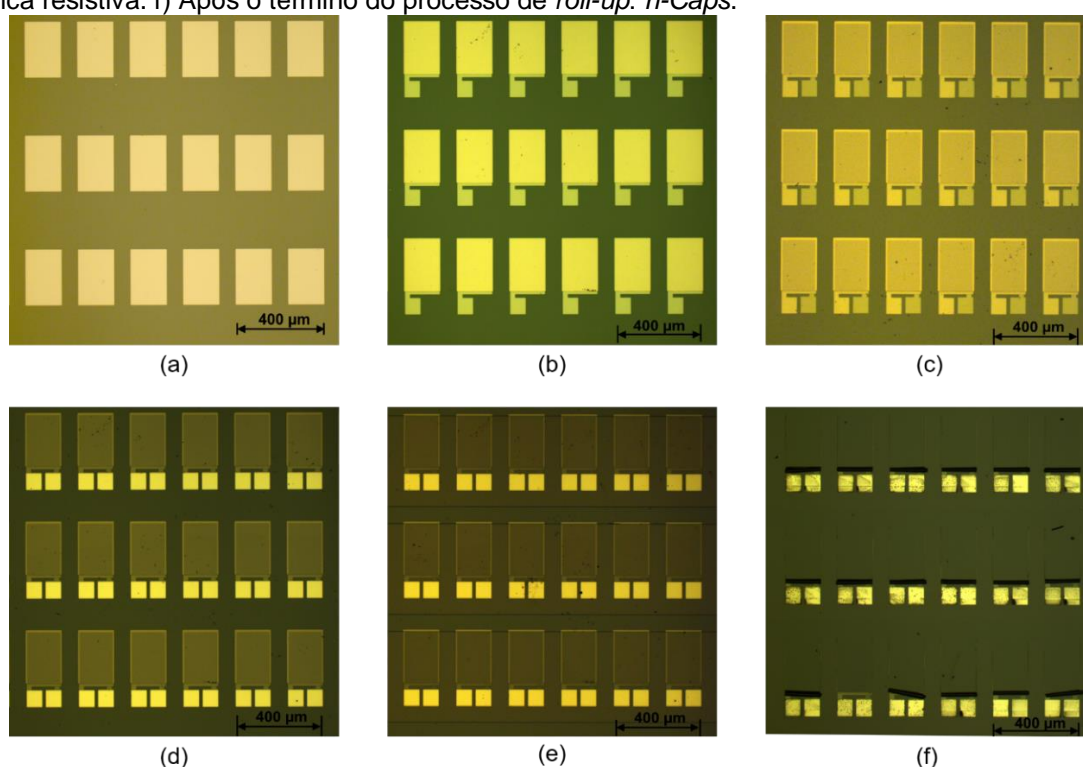 ica resistiva. f) Após o término do processo de roll-up. h-Caps.
400 µm
400 µm
400 µm
(a)
(b)
(c)
400 µm
400 µm
400 µm
(d)
(e)
(f)